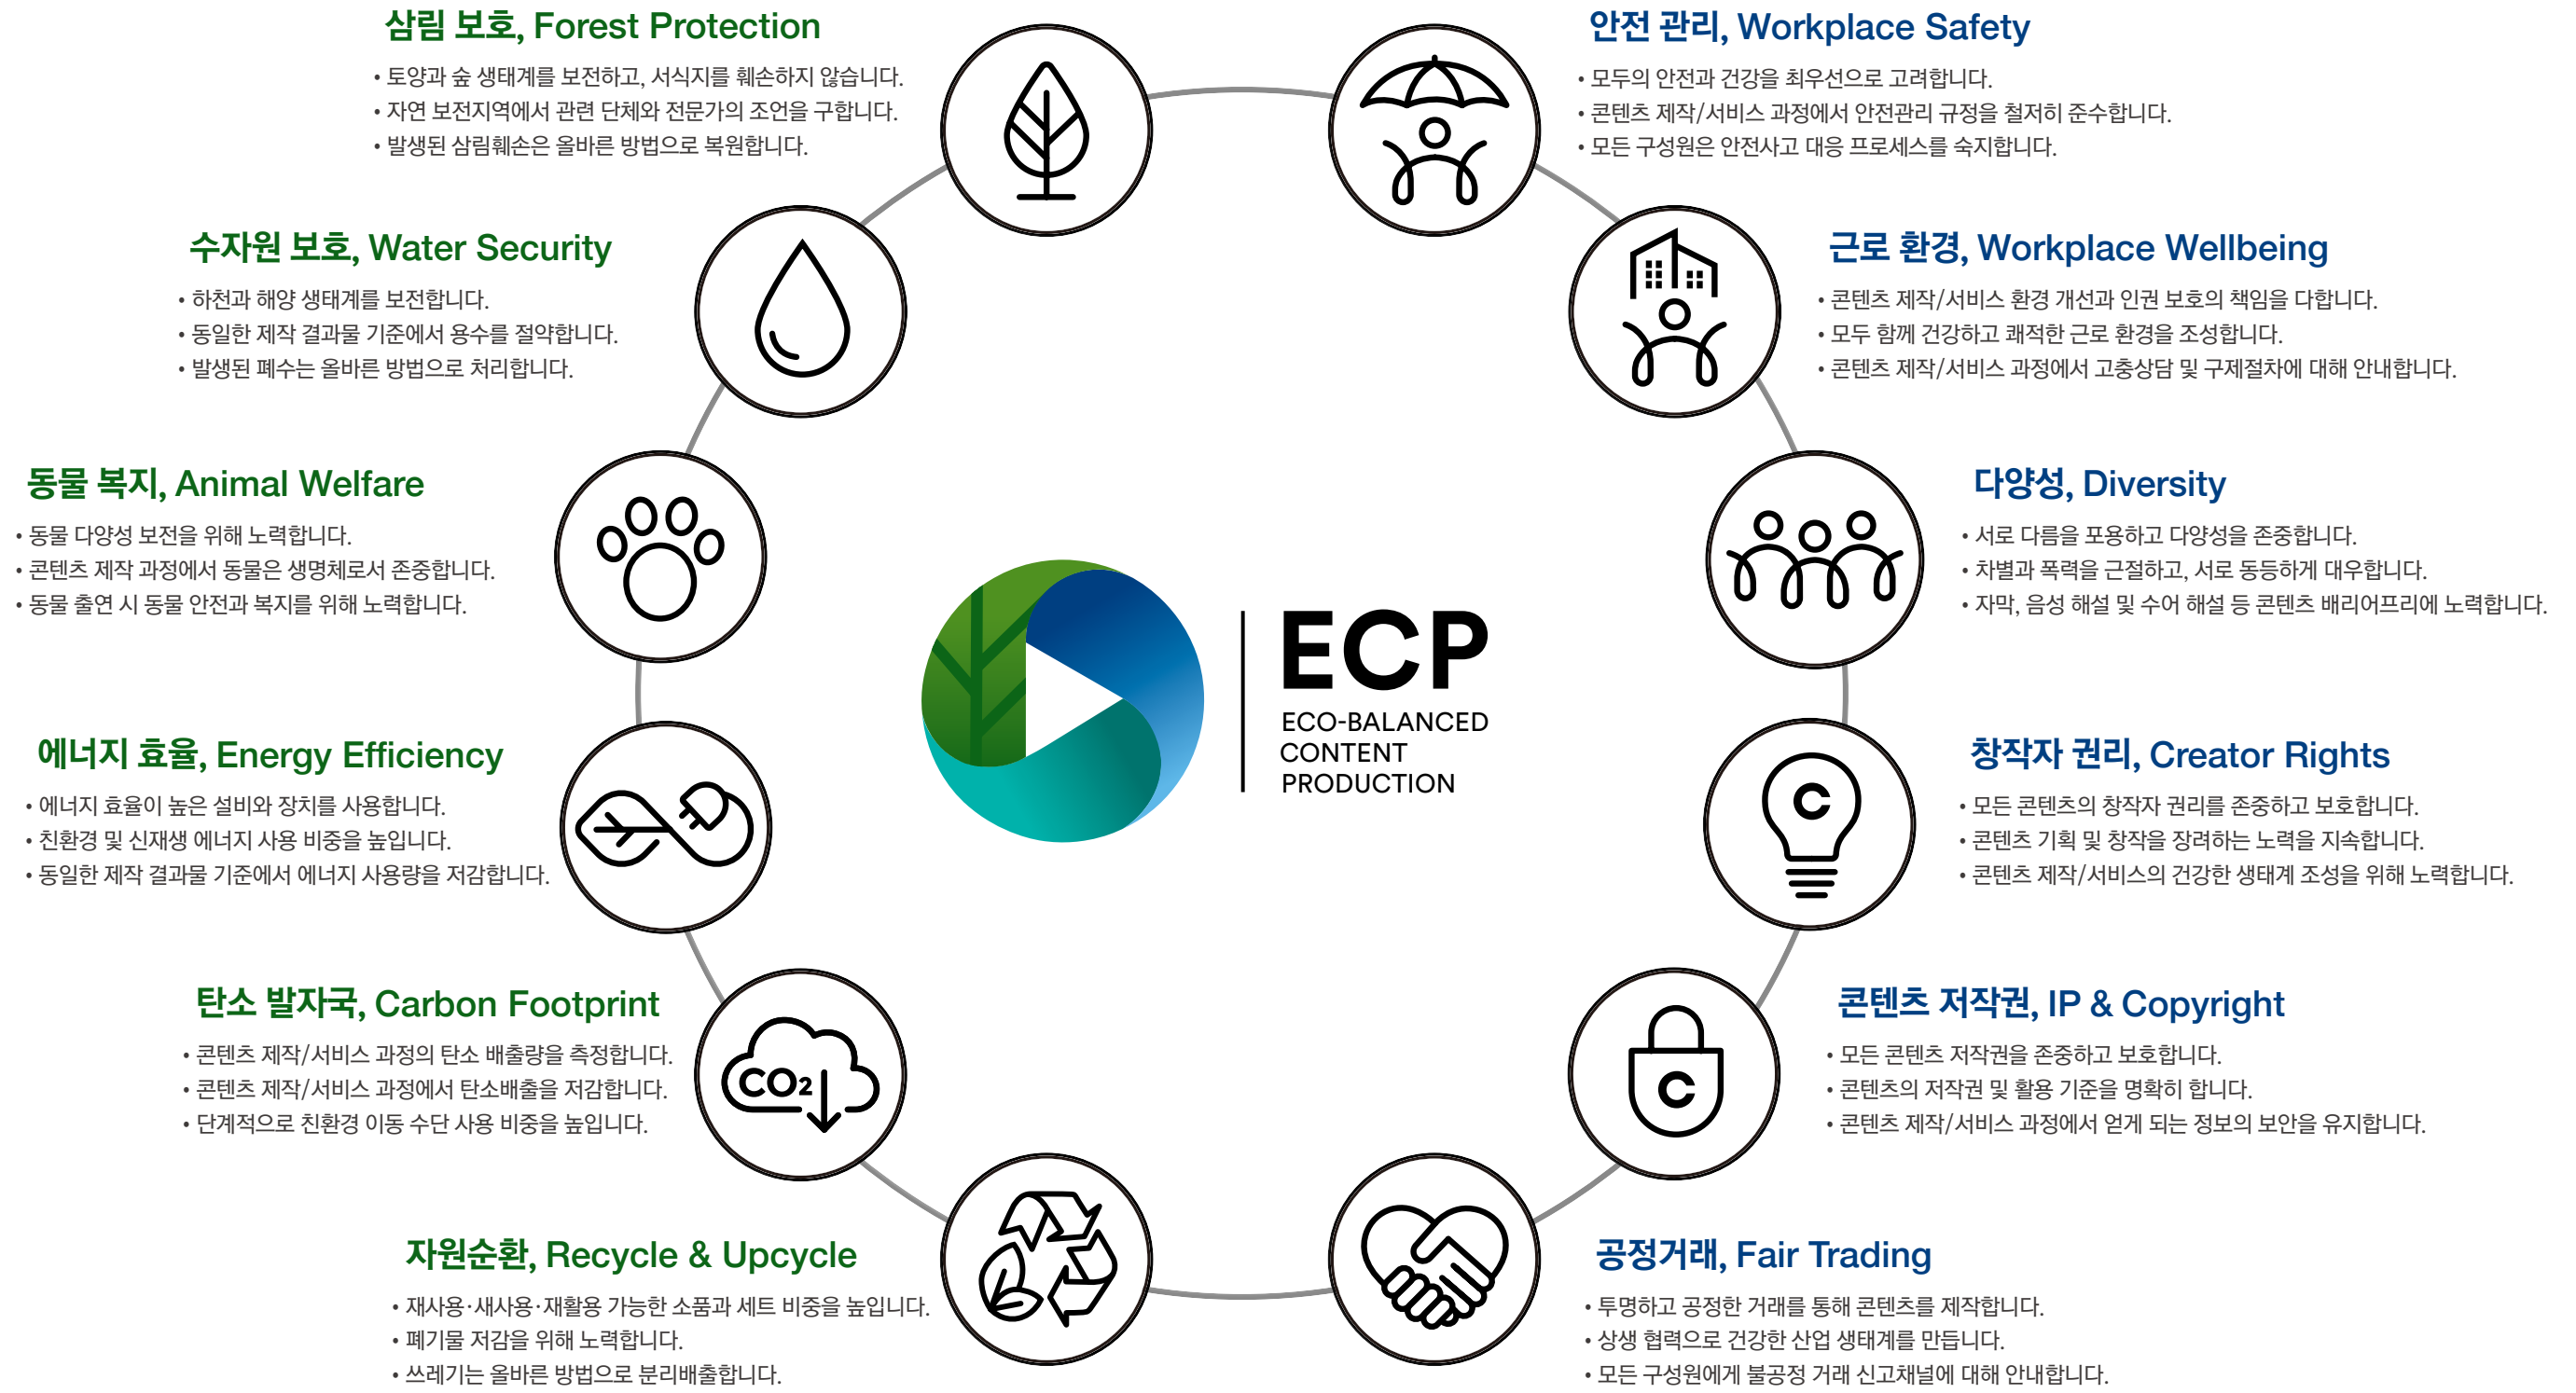 삼림 보호, Forest Protection
• 토양과 숲 생태계를 보전하고, 서식지를 훼손하지 않습니다.
• 자연 보전지역에서 관련 단체와 전문가의 조언을 구합니다.
• 발생된 삼림훼손은 올바른 방법으로 복원합니다.
수자원 보호, Water Security
• 하천과 해양 생태계를 보전합니다.
• 동일한 제작 결과물 기준에서 용수를 절약합니다.
• 발생된 폐수는 올바른 방법으로 처리합니다.
동물 복지, Animal Welfare
• 동물 다양성 보전을 위해 노력합니다.
• 콘텐츠 제작 과정에서 동물은 생명체로서 존중합니다.
• 동물 출연 시 동물 안전과 복지를 위해 노력합니다.
에너지 효율, Energy Efficiency
• 에너지 효율이 높은 설비와 장치를 사용합니다.
• 친환경 및 신재생 에너지 사용 비중을 높입니다.
• 동일한 제작 결과물 기준에서 에너지 사용량을 저감합니다.
탄소 발자국, Carbon Footprint
• 콘텐츠 제작/서비스 과정의 탄소 배출량을 측정합니다.
• 콘텐츠 제작/서비스 과정에서 탄소배출을 저감합니다.
• 단계적으로 친환경 이동 수단 사용 비중을 높입니다.
CO₂
자원순환, Recycle & Upcycle
• 재사용·새사용·재활용 가능한 소품과 세트 비중을 높입니다.
• 폐기물 저감을 위해 노력합니다.
• 쓰레기는 올바른 방법으로 분리배출합니다.
ECP
ECO-BALANCED
CONTENT
PRODUCTION
안전 관리, Workplace Safety
• 모두의 안전과 건강을 최우선으로 고려합니다.
• 콘텐츠 제작/서비스 과정에서 안전관리 규정을 철저히 준수합니다.
• 모든 구성원은 안전사고 대응 프로세스를 숙지합니다.
근로 환경, Workplace Wellbeing
• 콘텐츠 제작/서비스 환경 개선과 인권 보호의 책임을 다합니다.
• 모두 함께 건강하고 쾌적한 근로 환경을 조성합니다.
• 콘텐츠 제작/서비스 과정에서 고충상담 및 구제절차에 대해 안내합니다.
다양성, Diversity
• 서로 다름을 포용하고 다양성을 존중합니다.
• 차별과 폭력을 근절하고, 서로 동등하게 대우합니다.
• 자막, 음성 해설 및 수어 해설 등 콘텐츠 배리어프리에 노력합니다.
창작자 권리, Creator Rights
• 모든 콘텐츠의 창작자 권리를 존중하고 보호합니다.
• 콘텐츠 기획 및 창작을 장려하는 노력을 지속합니다.
• 콘텐츠 제작/서비스의 건강한 생태계 조성을 위해 노력합니다.
C
콘텐츠 저작권, IP & Copyright
• 모든 콘텐츠 저작권을 존중하고 보호합니다.
• 콘텐츠의 저작권 및 활용 기준을 명확히 합니다.
• 콘텐츠 제작/서비스 과정에서 얻게 되는 정보의 보안을 유지합니다.
C
공정거래, Fair Trading
• 투명하고 공정한 거래를 통해 콘텐츠를 제작합니다.
• 상생 협력으로 건강한 산업 생태계를 만듭니다.
• 모든 구성원에게 불공정 거래 신고채널에 대해 안내합니다.